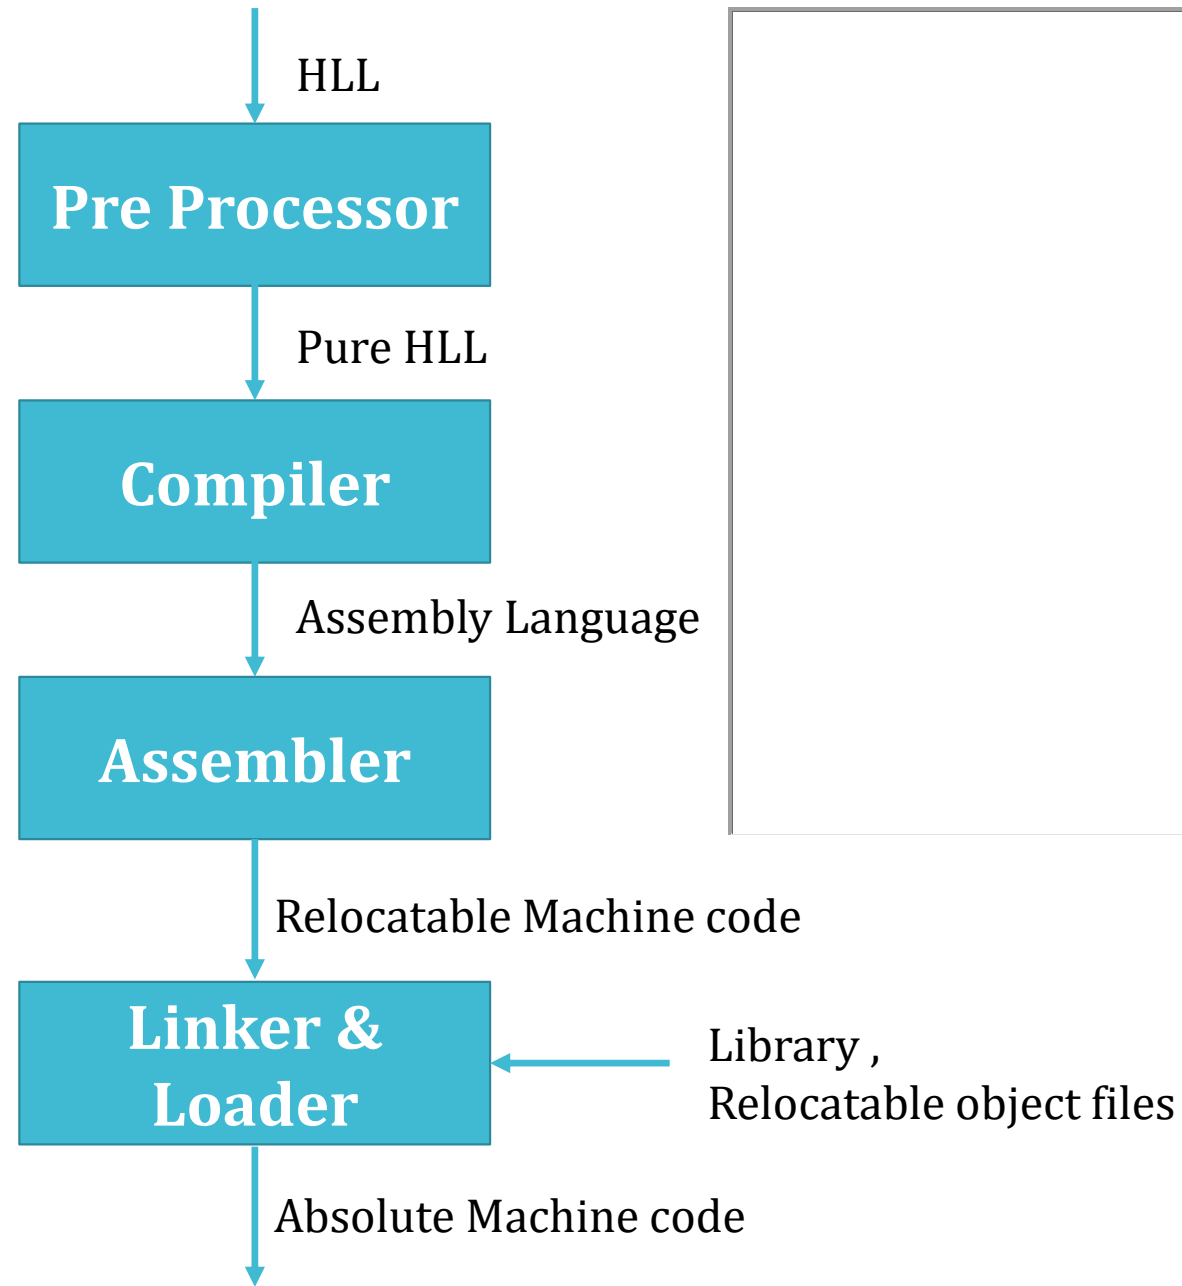 HLL
Pre Processor
Pure HLL
Compiler
Assembly Language
Assembler
Relocatable Machine code
Linker &
Loader
Library ,
Relocatable object files
Absolute Machine code